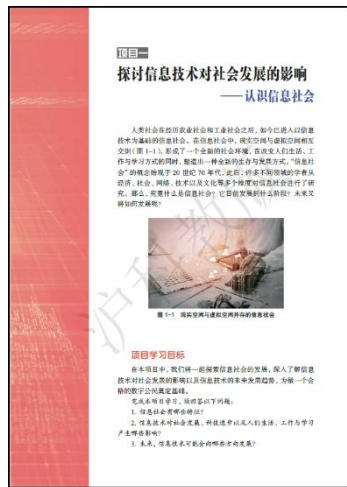 项目一
探讨信息技术对社会发展的影响
——认识信息社会
人类社会在经历农业社会和工业社会之后，如今已进入以信息
技术为基础的信息社会。在信息社会中，现实空间与虚拟空间相互
交织（图 1-1），形成了一个全新的社会环境，在改变人们生活、工
作与学习方式的同时，塑造出一种全新的生存与发展方式。“信息社
会”的概念始现于 20 世纪 70 年代，此后，许多不同领域的学者从
经济、社会、网络、技术以及文化等多个维度对信息社会进行了研
究。那么，究竟什么是信息社会？它目前发展到什么阶段？未来又
将如何发展呢？
图 1-1 现实空间与虚拟空间并存的信息社会
项目学习目标
在本项目中，我们将一起探索信息社会的发展，深入了解信息
技术对社会发展的影响以及信息技术的未来发展趋势，为做一个合
格的数字公民奠定基础。
完成本项目学习，须回答以下问题：
1. 信息社会有哪些特征？
2. 信息技术对社会发展、科技进步以及人们生活、工作与学习
产生哪些影响？
3. 未来，信息技术可能会向哪些方向发展？